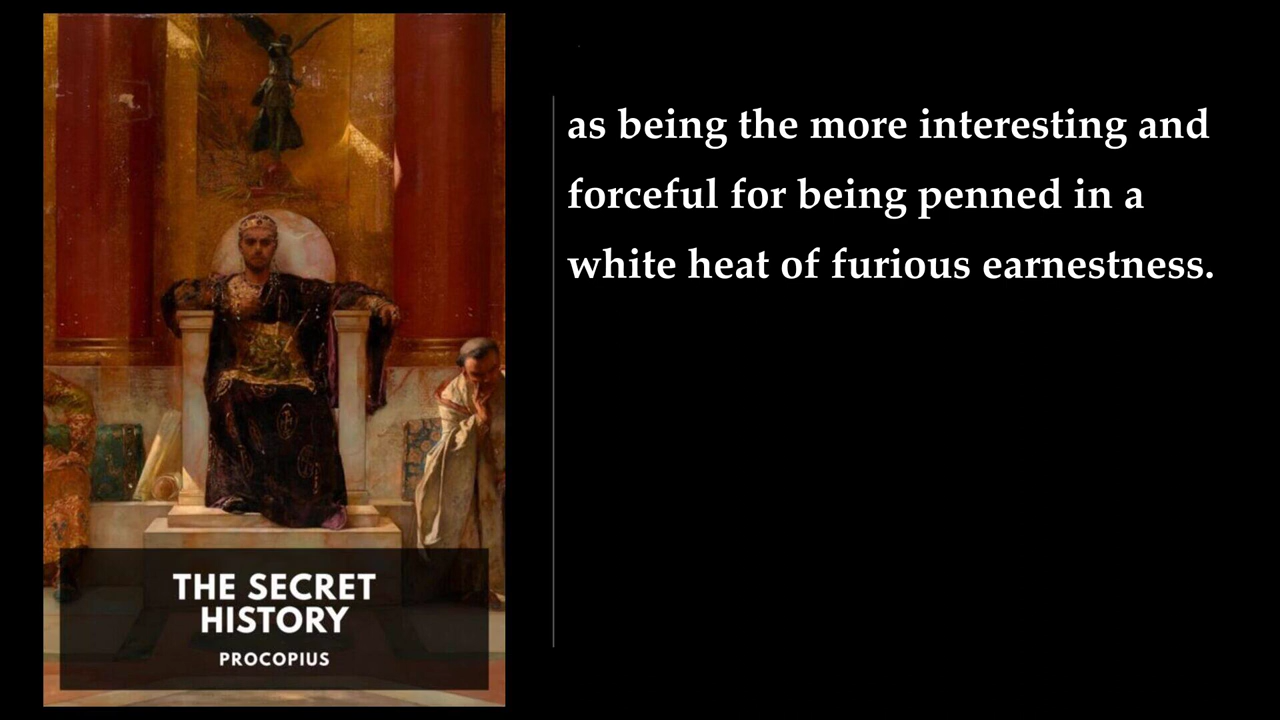 as being the more interesting and
forceful for being penned in a
white heat of furious earnestness.
THE SECRET
HISTORY
PROCOPIUS